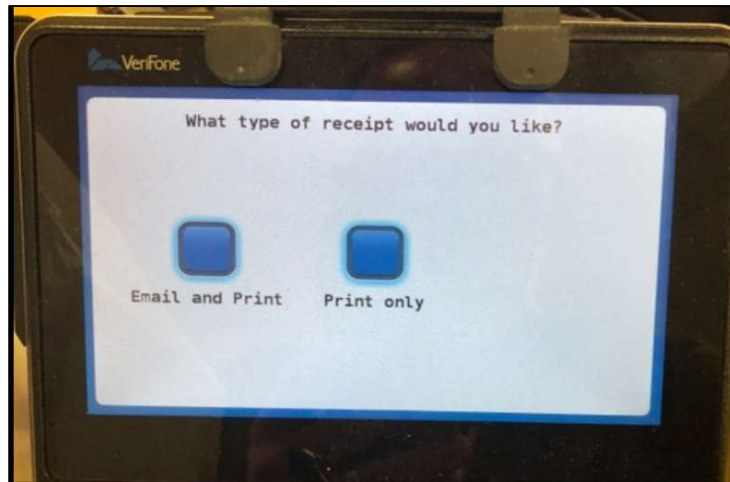 VeriFone
What type of receipt would you like?
Email and Print
Print only